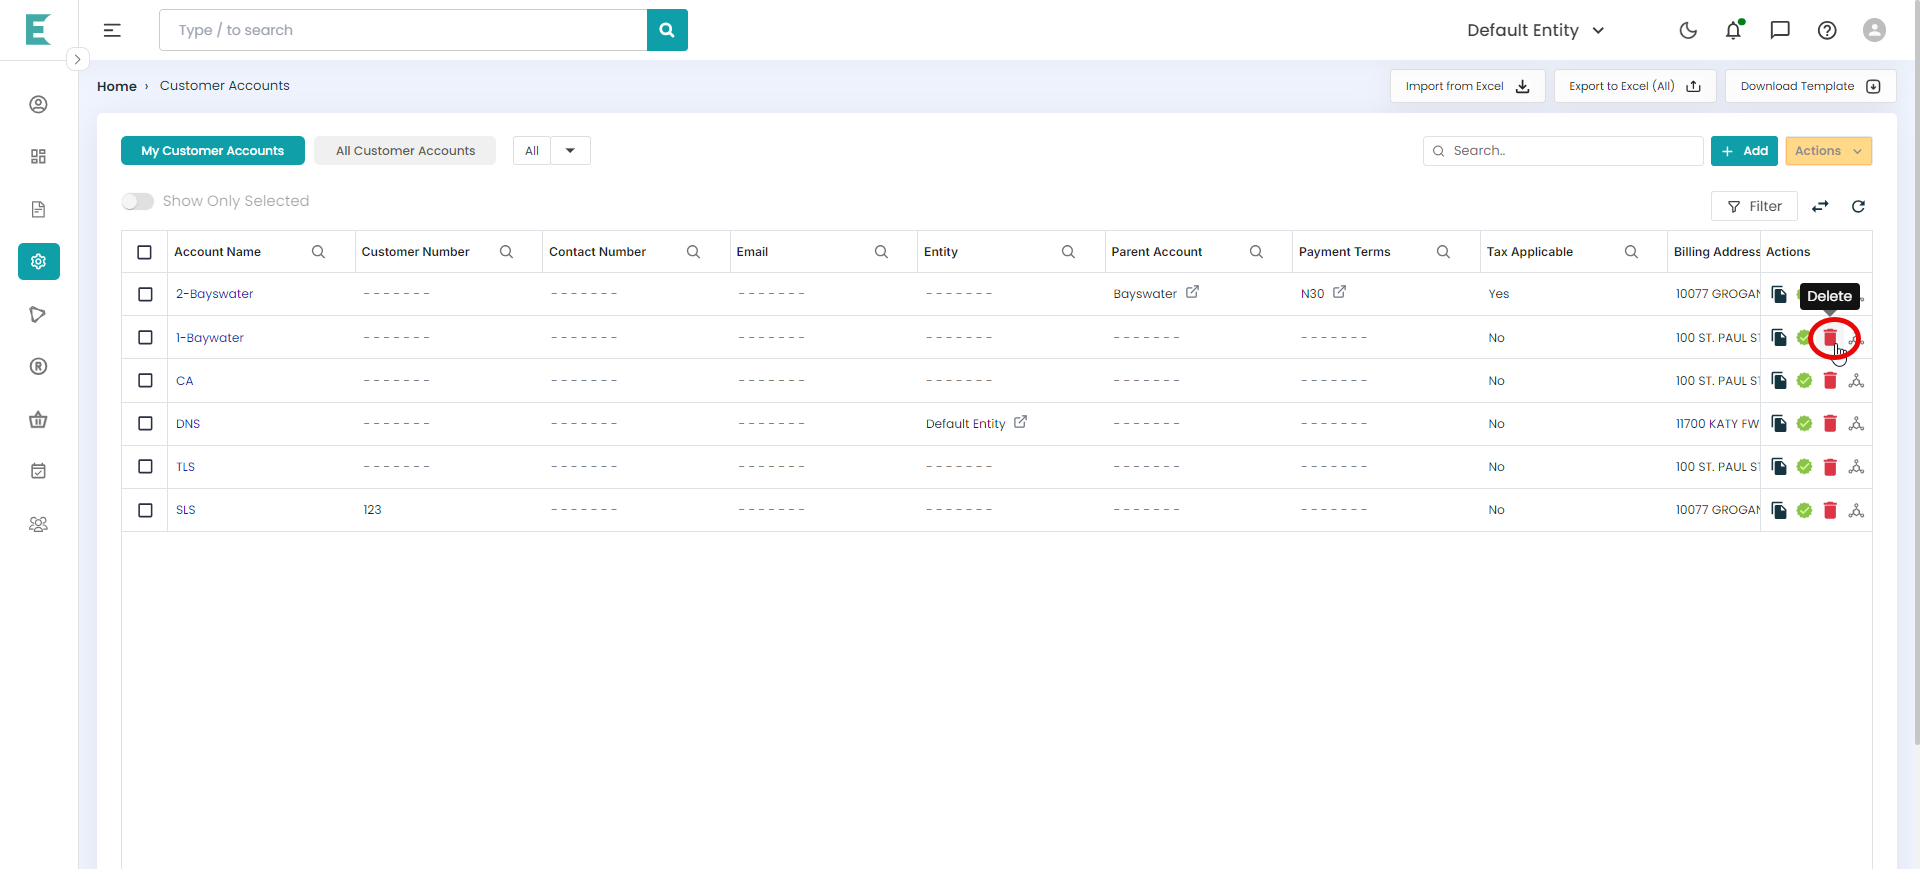 Type / to search
Default Entity
Home › Customer Accounts
Import from Excel
Export to Excel (All)
Download Template
My Customer Accounts
All Customer Accounts
All
Search..
+ Add
Actions
Show Only Selected
Filter
Account Name Customer Number Contact Number Email Entity Parent Account Payment Terms Tax Applicable Billing Address Actions
2-Bayswater ------- ------- ------- ------- Bayswater N30 Yes 10077 GROGAN
Delete
1-Baywater ------- ------- ------- ------- ------- ------- No 100 ST. PAUL ST
CA ------- ------- ------- ------- ------- ------- No 100 ST. PAUL ST
DNS ------- ------- ------- Default Entity ------- ------- No 11700 KATY FW
TLS ------- ------- ------- ------- ------- ------- No 100 ST. PAUL ST
SLS 123 ------- ------- ------- ------- ------- No 10077 GROGAN